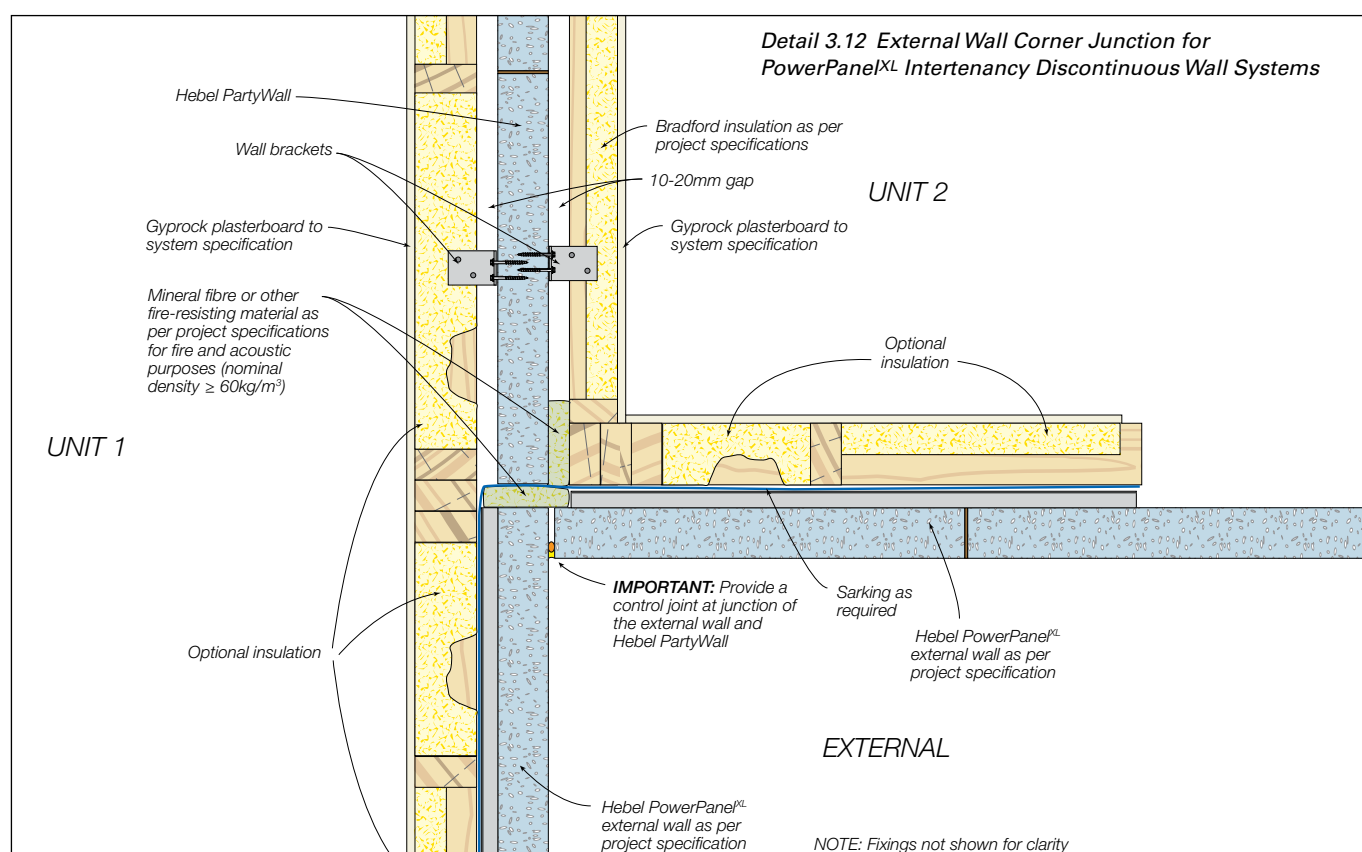 Detail 3.12 External Wall Corner Junction for
PowerPanelXL Intertenancy Discontinuous Wall Systems
Hebel PartyWall
Wall brackets
Gyprock plasterboard to
system specification
Mineral fibre or other
fire-resisting material as
per project specifications
for fire and acoustic
purposes (nominal
density ≥ 60kg/m³)
UNIT 1
Optional insulation
Bradford insulation as per
project specifications
10-20mm gap
UNIT 2
Gyprock plasterboard to
system specification
Optional
insulation
IMPORTANT: Provide a
control joint at junction of
the external wall and
Hebel PartyWall
Sarking as
required
Hebel PowerPanelXL
external wall as per
project specification
EXTERNAL
Hebel PowerPanelXL
external wall as per
project specification
NOTE: Fixings not shown for clarity